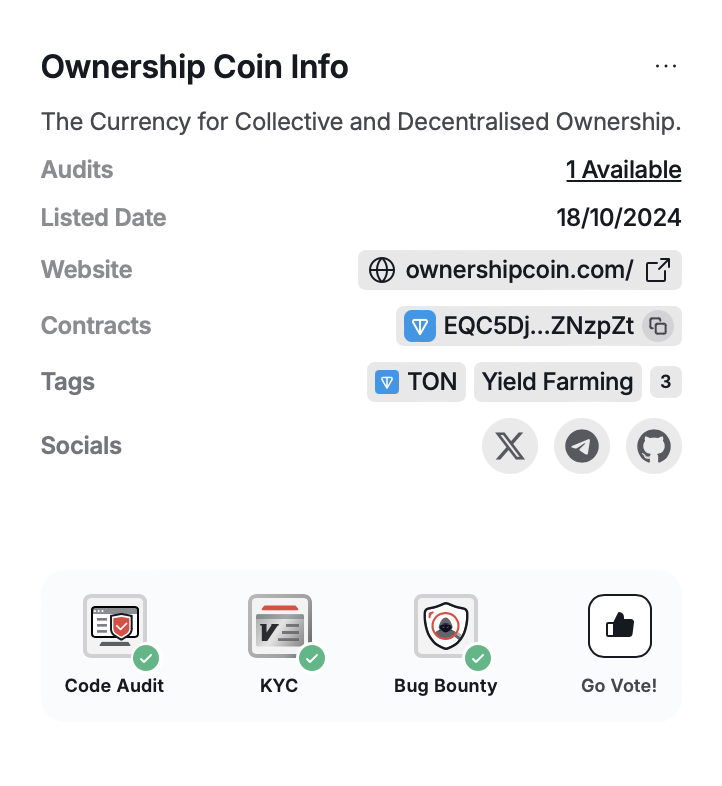 Ownership Coin Info
The Currency for Collective and Decentralised Ownership.
Audits 1 Available
Listed Date 18/10/2024
Website ownershipcoin.com/
Contracts EQC5Dj...ZNzpZt
Tags TON Yield Farming 3
Socials
Code Audit KYC Bug Bounty Go Vote!